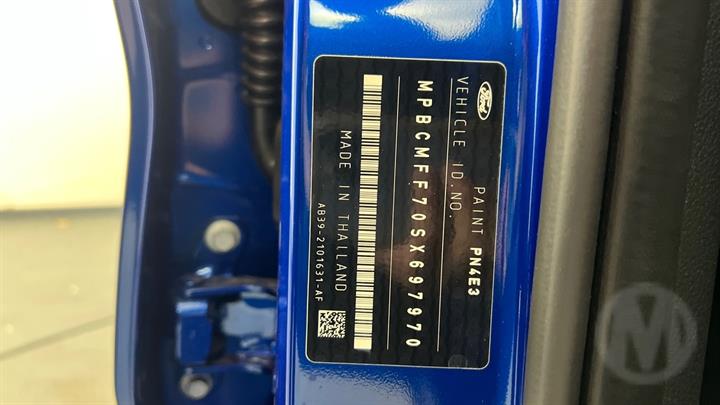 Ford
PAINT PN4E3
VEHICLE ID.NO.
MPBCMFF70SX697970
MADE IN THAILAND
AB39-2101631-AF
M